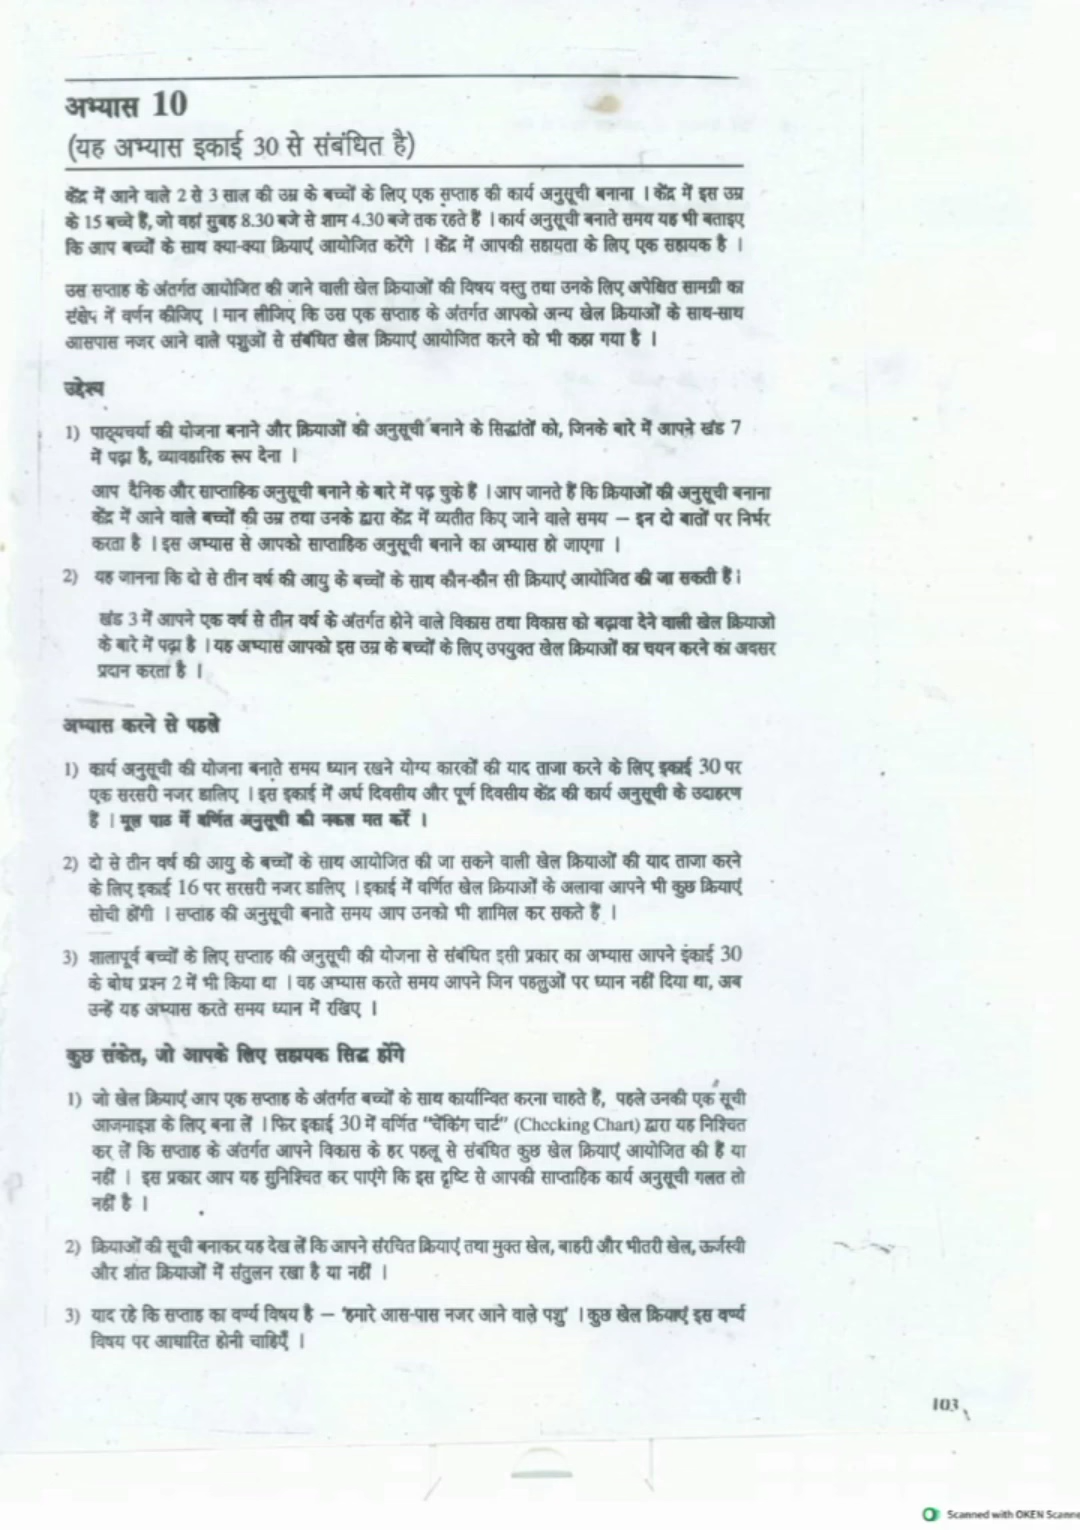 अभ्यास 10
(यह अभ्यास इकाई 30 से संबंधित है)
केंद्र में आने वाले 2 से 3 साल की उम्र के बच्चों के लिए एक सप्ताह की कार्य अनुसूची बनाना । केंद्र में इस उम्र
के 15 बच्चे हैं, जो वहां सुबह 8.30 बजे से शाम 4.30 बजे तक रहते हैं । कार्य अनुसूची बनाते समय यह भी बताइए
कि आप बच्चों के साथ क्या-क्या क्रियाएं आयोजित करेंगे । केंद्र में आपकी सहायता के लिए एक सहायक है ।
उस सप्ताह के अंतर्गत आयोजित की जाने वाली खेल क्रियाओं की विषय वस्तु तथा उनके लिए अपेक्षित सामग्री का
संक्षेप में वर्णन कीजिए । मान लीजिए कि उस एक सप्ताह के अंतर्गत आपको अन्य खेल क्रियाओं के साथ-साथ
आसपास नजर आने वाले पशुओं से संबंधित खेल क्रियाएं आयोजित करने को भी कहा गया है ।
उद्देश्य
1) पाठ्यचर्या की योजना बनाने और क्रियाओं की अनुसूची बनाने के सिद्धांतों को, जिनके बारे में आपने खंड 7
में पढ़ा है, व्यावहारिक रूप देना ।
आप दैनिक और साप्ताहिक अनुसूची बनाने के बारे में पढ़ चुके हैं । आप जानते हैं कि क्रियाओं की अनुसूची बनाना
केंद्र में आने वाले बच्चों की उम्र तथा उनके द्वारा केंद्र में व्यतीत किए जाने वाले समय – इन दो बातों पर निर्भर
करता है । इस अभ्यास से आपको साप्ताहिक अनुसूची बनाने का अभ्यास हो जाएगा ।
2) यह जानना कि दो से तीन वर्ष की आयु के बच्चों के साथ कौन-कौन सी क्रियाएं आयोजित की जा सकती हैं ।
खंड 3 में आपने एक वर्ष से तीन वर्ष के अंतर्गत होने वाले विकास तथा विकास को बढ़ावा देने वाली खेल क्रियाओं
के बारे में पढ़ा है । यह अभ्यास आपको इस उम्र के बच्चों के लिए उपयुक्त खेल क्रियाओं का चयन करने का अवसर
प्रदान करता है ।
अभ्यास करने से पहले
1) कार्य अनुसूची की योजना बनाते समय ध्यान रखने योग्य कारकों की याद ताजा करने के लिए इकाई 30 पर
एक सरसरी नजर डालिए । इस इकाई में अर्ध दिवसीय और पूर्ण दिवसीय केंद्र की कार्य अनुसूची के उदाहरण
हैं । मूल पाठ में वर्णित अनुसूची की नकल मत करें ।
2) दो से तीन वर्ष की आयु के बच्चों के साथ आयोजित की जा सकने वाली खेल क्रियाओं की याद ताजा करने
के लिए इकाई 16 पर सरसरी नजर डालिए । इकाई में वर्णित खेल क्रियाओं के अलावा आपने भी कुछ क्रियाएं
सोची होंगी । सप्ताह की अनुसूची बनाते समय आप उनको भी शामिल कर सकते हैं ।
3) शालापूर्व बच्चों के लिए सप्ताह की अनुसूची की योजना से संबंधित इसी प्रकार का अभ्यास आपने इकाई 30
के बोध प्रश्न 2 में भी किया था । वह अभ्यास करते समय आपने जिन पहलुओं पर ध्यान नहीं दिया था, अब
उन्हें यह अभ्यास करते समय ध्यान में रखिए ।
कुछ संकेत, जो आपके लिए सहायक सिद्ध होंगे
1) जो खेल क्रियाएं आप एक सप्ताह के अंतर्गत बच्चों के साथ कार्यान्वित करना चाहते हैं, पहले उनकी एक सूची
आजमाइश के लिए बना लें । फिर इकाई 30 में वर्णित "चेकिंग चार्ट" (Checking Chart) द्वारा यह निश्चित
कर लें कि सप्ताह के अंतर्गत आपने विकास के हर पहलू से संबंधित कुछ खेल क्रियाएं आयोजित की हैं या
नहीं । इस प्रकार आप यह सुनिश्चित कर पाएंगे कि इस दृष्टि से आपकी साप्ताहिक कार्य अनुसूची गलत तो
नहीं है ।
2) क्रियाओं की सूची बनाकर यह देख लें कि आपने संरचित क्रियाएं तथा मुक्त खेल, बाहरी और भीतरी खेल, ऊर्जस्वी
और शांत क्रियाओं में संतुलन रखा है या नहीं ।
3) याद रहे कि सप्ताह का वर्ण्य विषय है – 'हमारे आस-पास नजर आने वाले पशु' । कुछ खेल क्रियाएं इस वर्ण्य
विषय पर आधारित होनी चाहिएँ ।
103
Scanned with OKEN Scanne